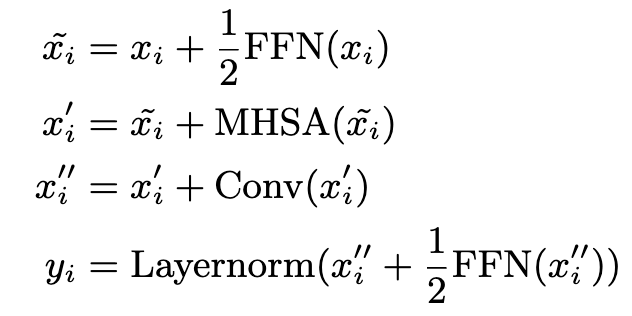 x̃ᵢ = xᵢ + ½FFN(xᵢ)
x′ᵢ = x̃ᵢ + MHSA(x̃ᵢ)
x″ᵢ = x′ᵢ + Conv(x′ᵢ)
yᵢ = Layernorm(x″ᵢ + ½FFN(x″ᵢ))